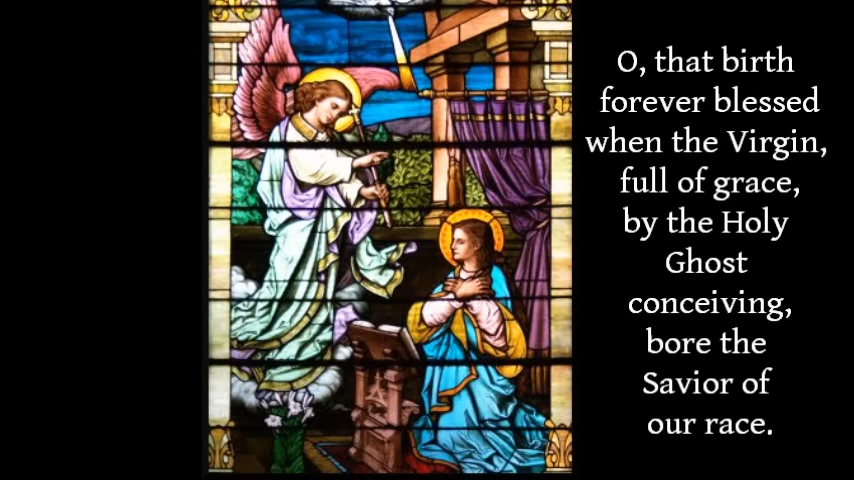 O, that birth
forever blessed
when the Virgin,
full of grace,
by the Holy
Ghost
conceiving,
bore the
Savior of
our race.